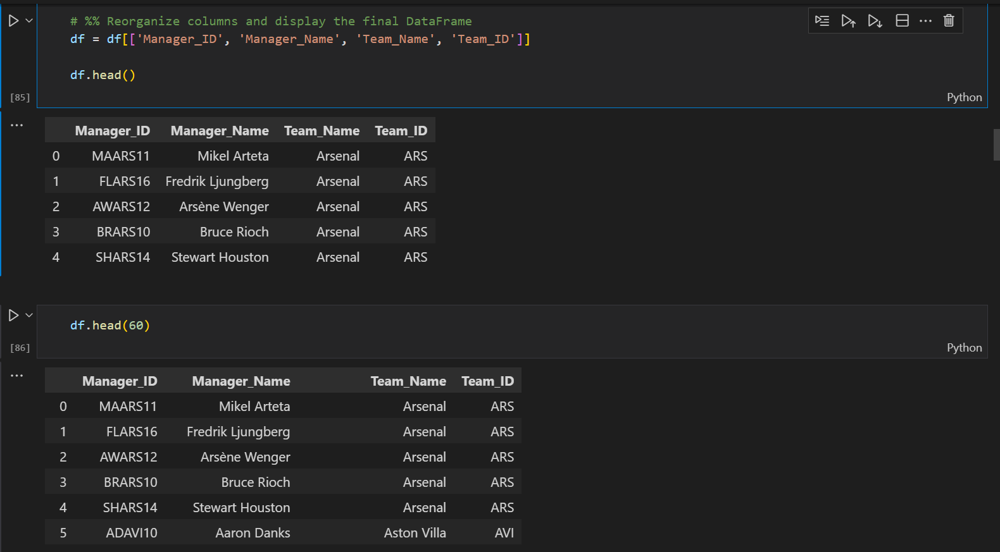 # %% Reorganize columns and display the final DataFrame
df = df[['Manager_ID', 'Manager_Name', 'Team_Name', 'Team_ID']]
df.head()
[85]
Python
Manager_ID Manager_Name Team_Name Team_ID
0 MAARS11 Mikel Arteta Arsenal ARS
1 FLARS16 Fredrik Ljungberg Arsenal ARS
2 AWARS12 Arsène Wenger Arsenal ARS
3 BRARS10 Bruce Rioch Arsenal ARS
4 SHARS14 Stewart Houston Arsenal ARS
df.head(60)
[86]
Python
Manager_ID Manager_Name Team_Name Team_ID
0 MAARS11 Mikel Arteta Arsenal ARS
1 FLARS16 Fredrik Ljungberg Arsenal ARS
2 AWARS12 Arsène Wenger Arsenal ARS
3 BRARS10 Bruce Rioch Arsenal ARS
4 SHARS14 Stewart Houston Arsenal ARS
5 ADAVI10 Aaron Danks Aston Villa AVI